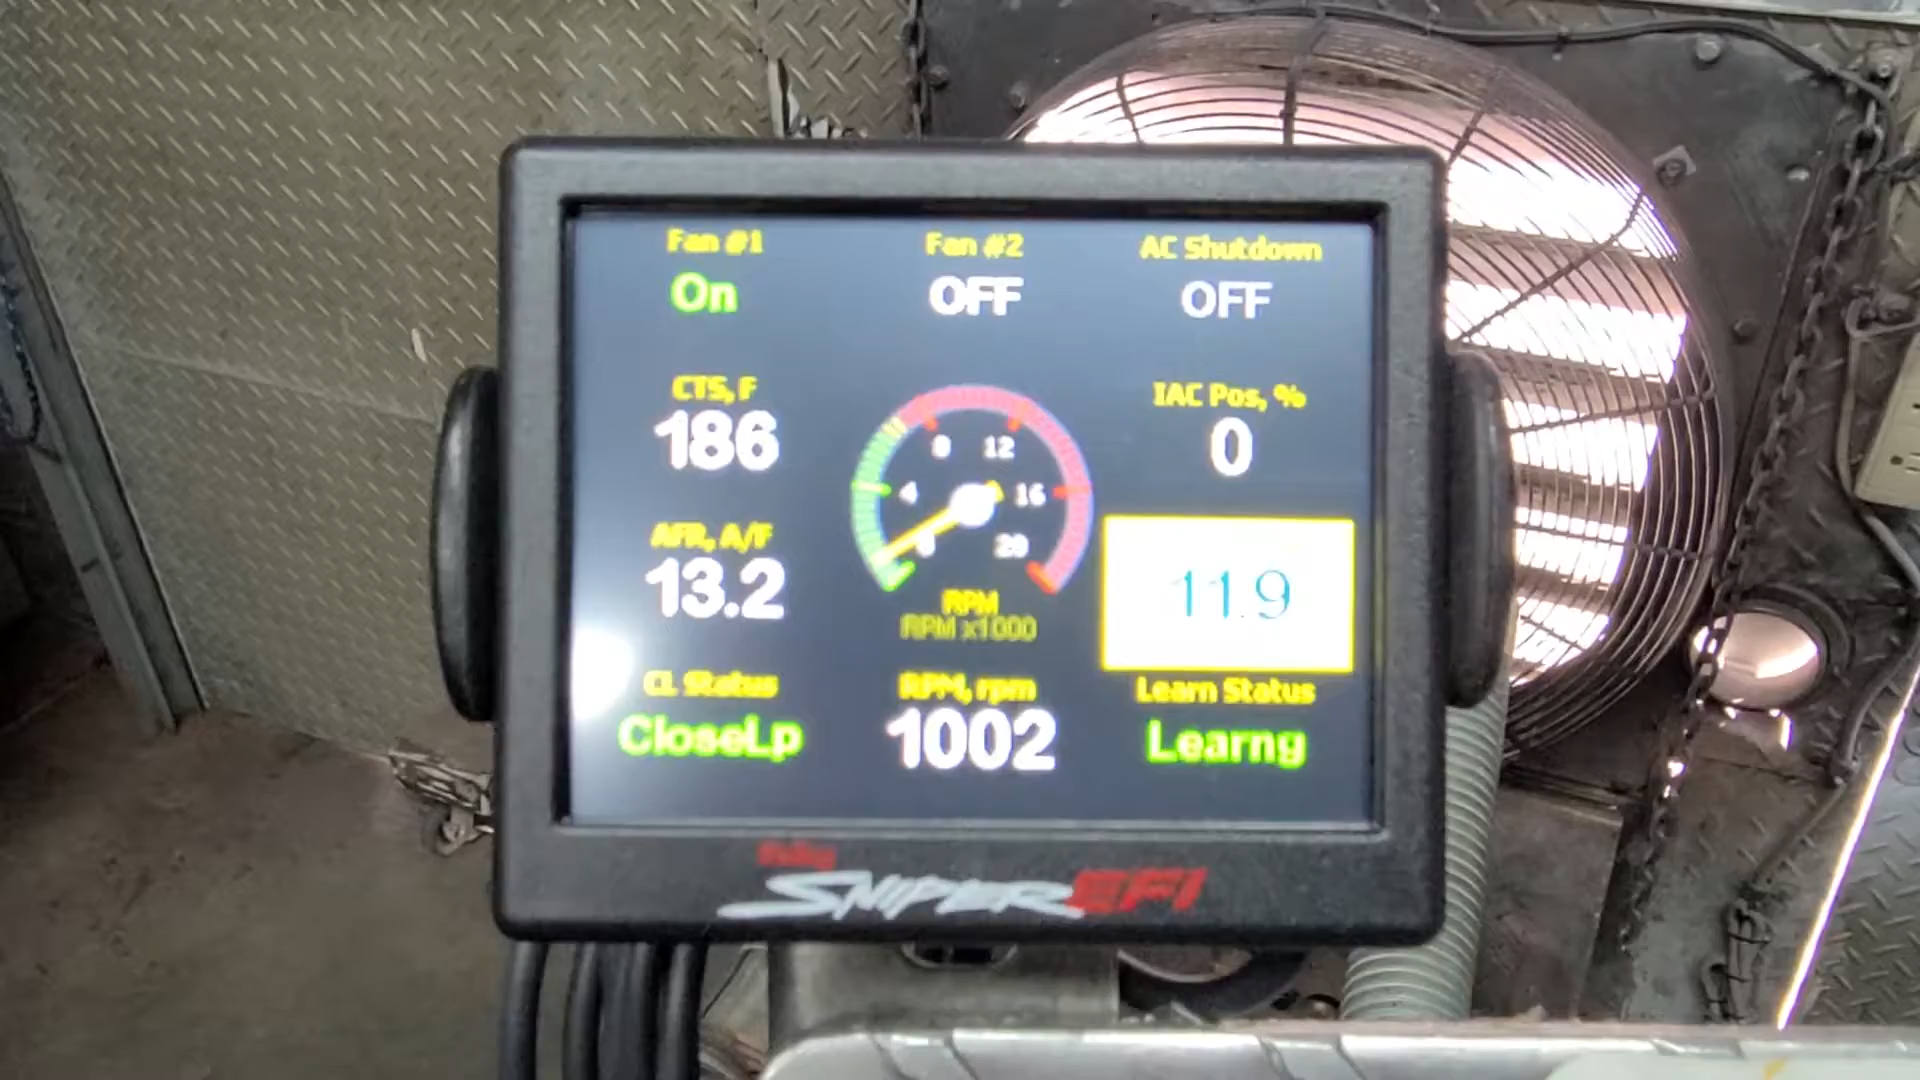 Fan #1
On
Fan #2
OFF
AC Shutdown
OFF
CTS, F
186
IAC Pos, %
0
8
12
4
16
20
AFR, A/F
13.2
11.9
RPM
RPM x1000
CL Status
CloseLp
RPM, rpm
1002
Learn Status
Learng
Holley
SNIPER EFI